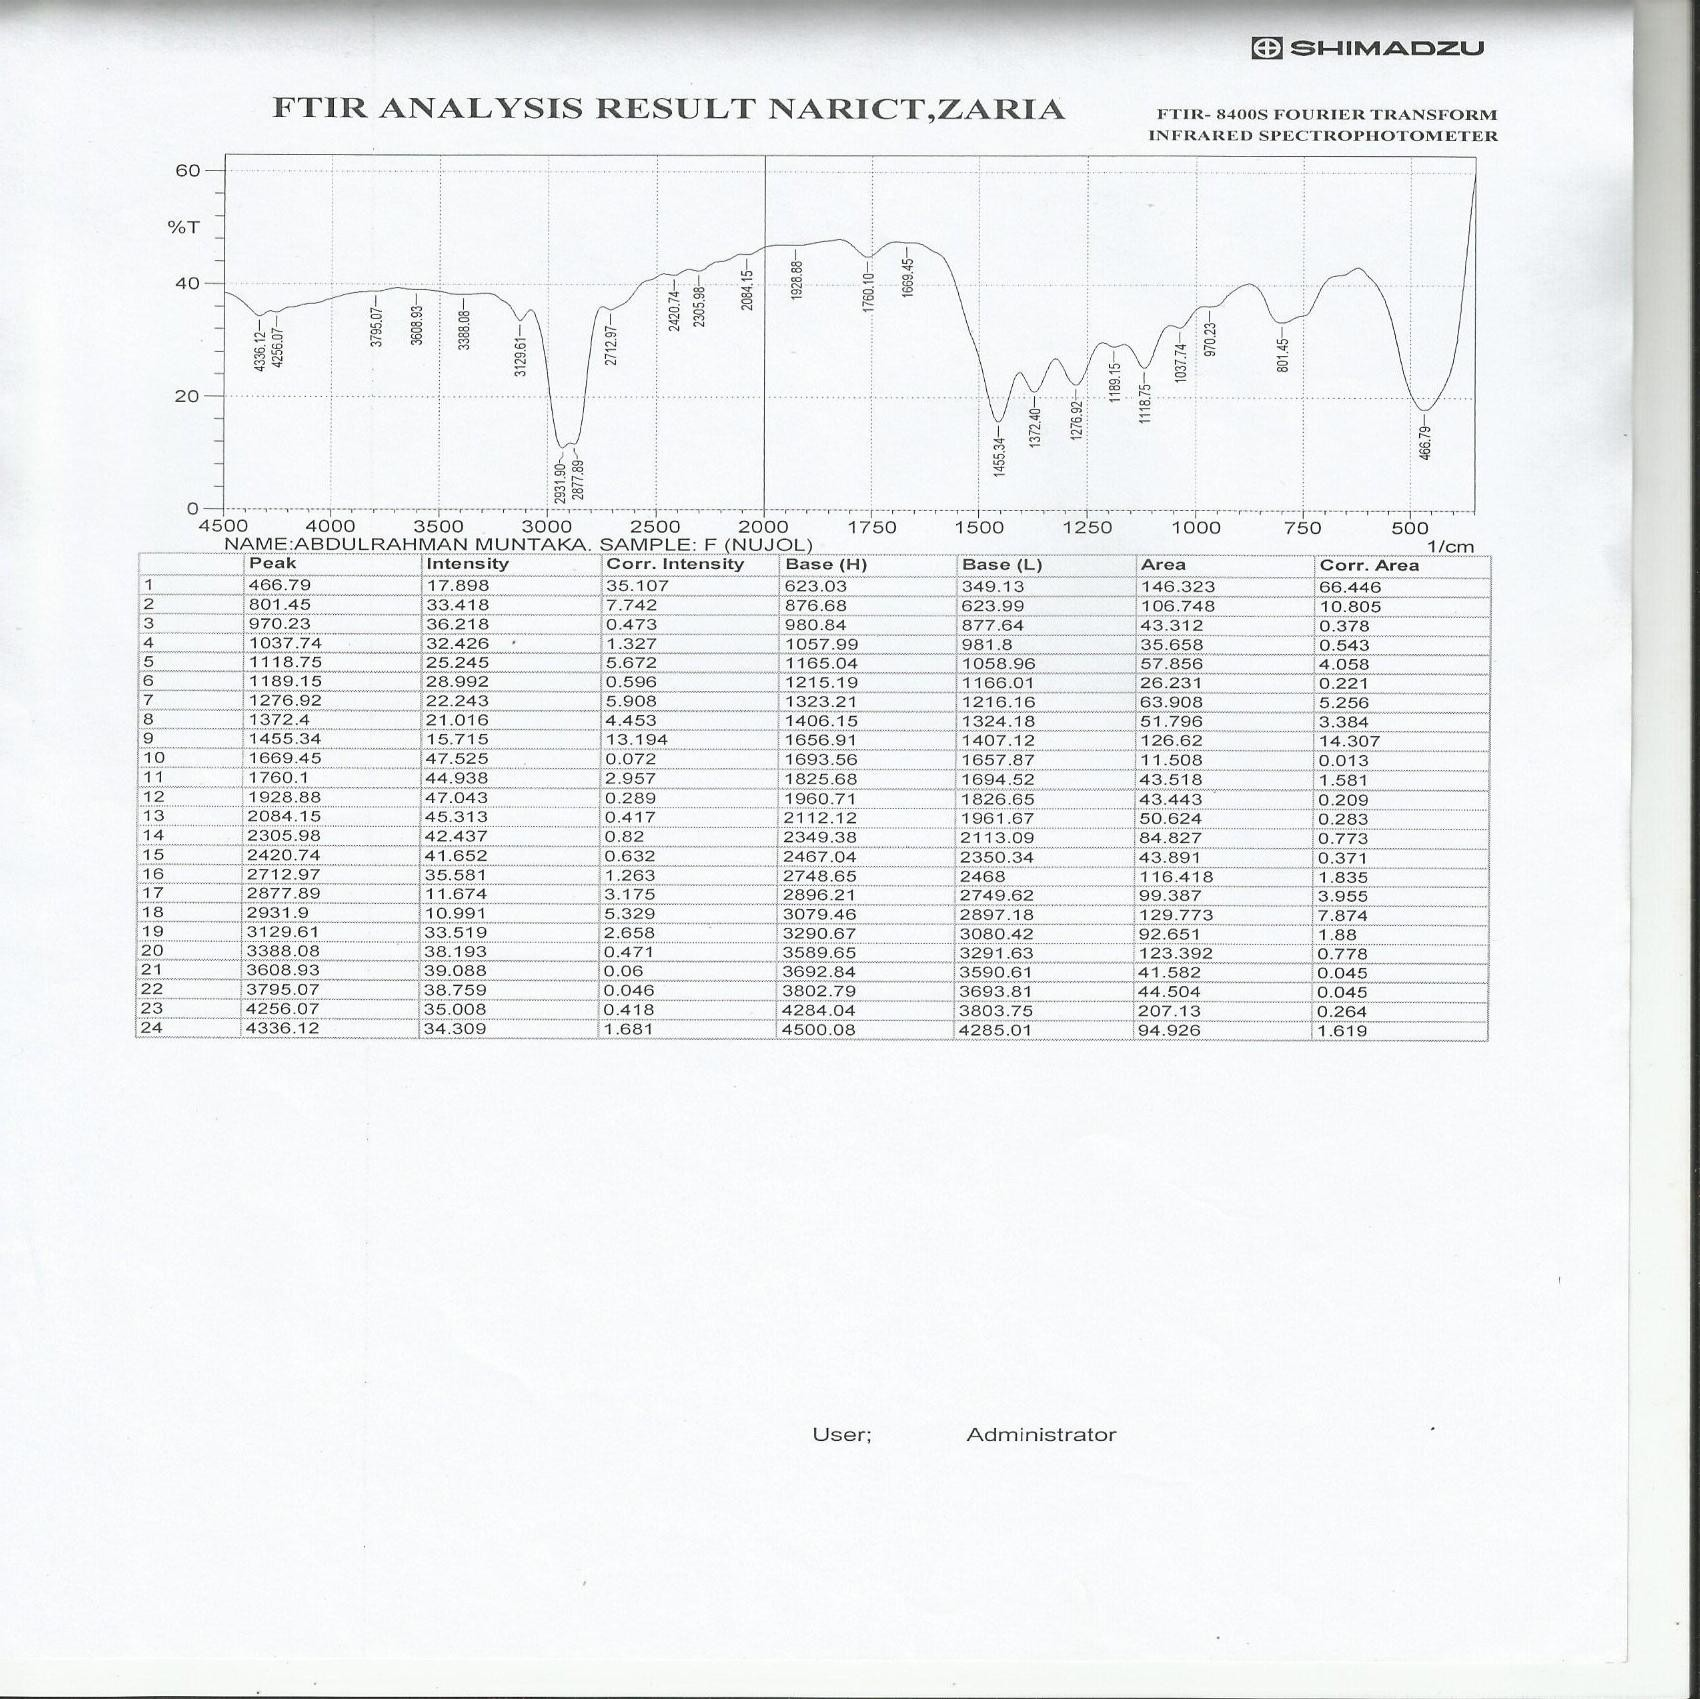 SHIMADZU
FTIR ANALYSIS RESULT NARICT,ZARIA
FTIR- 8400S FOURIER TRANSFORM
INFRARED SPECTROPHOTOMETER
60
%T
40
20
0
4336.12
4256.07
3795.07
3608.93
3388.08
3129.61
2931.90
2877.89
2712.97
2420.74
2305.98
2084.15
1928.88
1760.10
1669.45
1455.34
1372.40
1276.92
1189.15
1118.75
1037.74
970.23
801.45
466.79
4500 4000 3500 3000 2500 2000 1750 1500 1250 1000 750 500
1/cm
NAME:ABDULRAHMAN MUNTAKA. SAMPLE: F (NUJOL)
Peak Intensity Corr. Intensity Base (H) Base (L) Area Corr. Area
1 466.79 17.898 35.107 623.03 349.13 146.323 66.446
2 801.45 33.418 7.742 876.68 623.99 106.748 10.805
3 970.23 36.218 0.473 980.84 877.64 43.312 0.378
4 1037.74 32.426 1.327 1057.99 981.8 35.658 0.543
5 1118.75 25.245 5.672 1165.04 1058.96 57.856 4.058
6 1189.15 28.992 0.596 1215.19 1166.01 26.231 0.221
7 1276.92 22.243 5.908 1323.21 1216.16 63.908 5.256
8 1372.4 21.016 4.453 1406.15 1324.18 51.796 3.384
9 1455.34 15.715 13.194 1656.91 1407.12 126.62 14.307
10 1669.45 47.525 0.072 1693.56 1657.87 11.508 0.013
11 1760.1 44.938 2.957 1825.68 1694.52 43.518 1.581
12 1928.88 47.043 0.289 1960.71 1826.65 43.443 0.209
13 2084.15 45.313 0.417 2112.12 1961.67 50.624 0.283
14 2305.98 42.437 0.82 2349.38 2113.09 84.827 0.773
15 2420.74 41.652 0.632 2467.04 2350.34 43.891 0.371
16 2712.97 35.581 1.263 2748.65 2468 116.418 1.835
17 2877.89 11.674 3.175 2896.21 2749.62 99.387 3.955
18 2931.9 10.991 5.329 3079.46 2897.18 129.773 7.874
19 3129.61 33.519 2.658 3290.67 3080.42 92.651 1.88
20 3388.08 38.193 0.471 3589.65 3291.63 123.392 0.778
21 3608.93 39.088 0.06 3692.84 3590.61 41.582 0.045
22 3795.07 38.759 0.046 3802.79 3693.81 44.504 0.045
23 4256.07 35.008 0.418 4284.04 3803.75 207.13 0.264
24 4336.12 34.309 1.681 4500.08 4285.01 94.926 1.619
User; Administrator